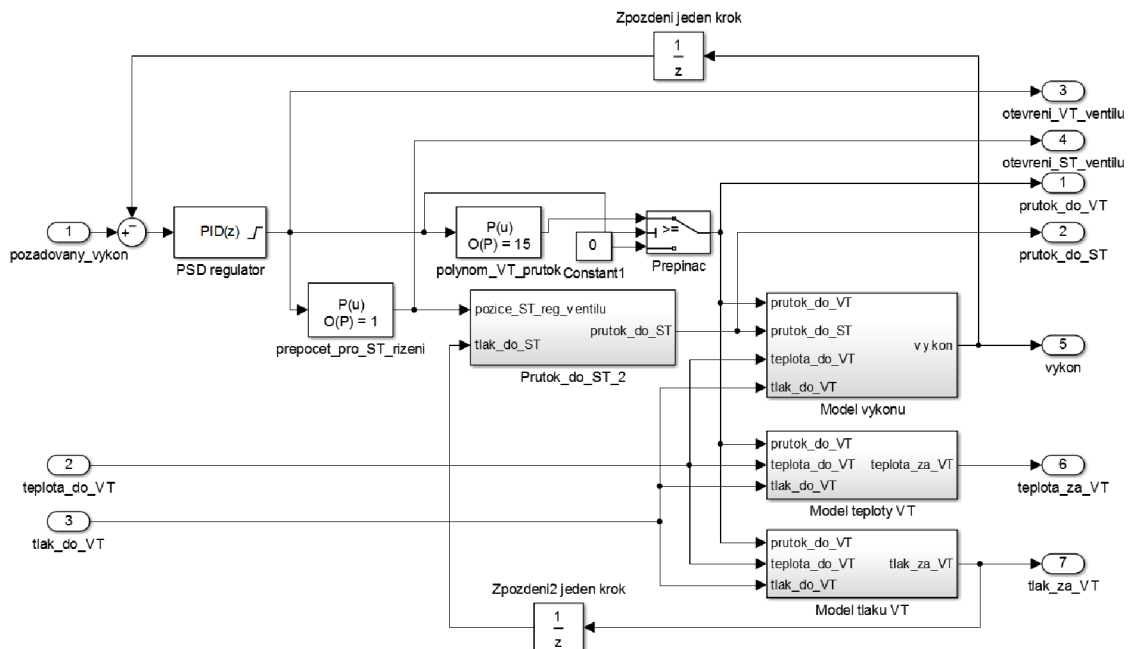 Zpozdeni jeden krok
1
z
3
otevreni_VT_ventilu
4
otevreni_ST_ventilu
1
prutok_do_VT
2
prutok_do_ST
1
pozadovany_vykon
+
−
PID(z)
PSD regulator
P(u)
O(P) = 15
polynom_VT_prutok
0
Constant1
>=
Prepinac
P(u)
O(P) = 1
prepocet_pro_ST_rizeni
pozice_ST_reg_ventilu
tlak_do_ST
prutok_do_ST
Prutok_do_ST_2
prutok_do_VT
prutok_do_ST
teplota_do_VT
tlak_do_VT
vykon
Model vykonu
5
vykon
2
teplota_do_VT
3
tlak_do_VT
prutok_do_VT
teplota_do_VT
tlak_do_VT
teplota_za_VT
Model teploty VT
6
teplota_za_VT
prutok_do_VT
teplota_do_VT
tlak_do_VT
tlak_za_VT
Model tlaku VT
7
tlak_za_VT
Zpozdeni2 jeden krok
1
z